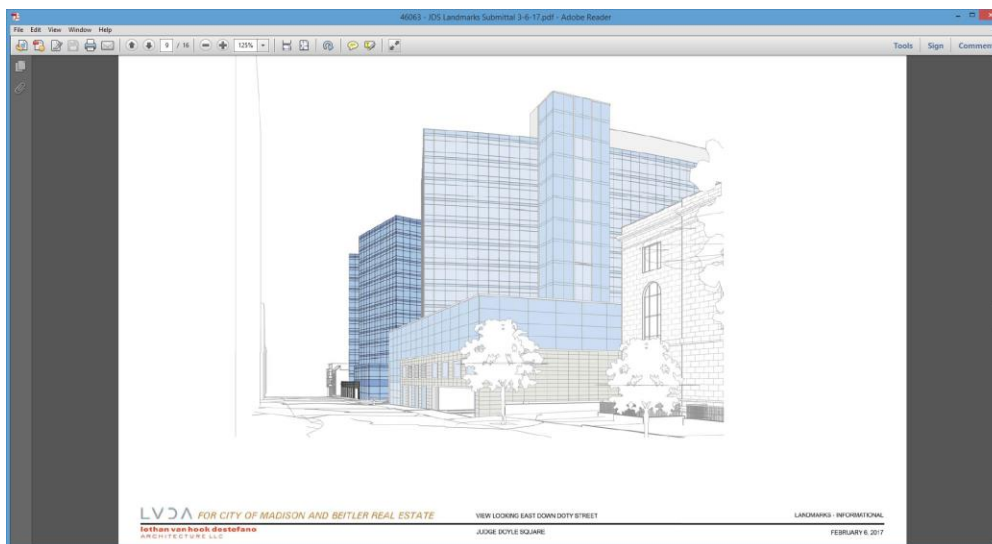 46063 - JDS Landmarks Submittal 3-6-17.pdf - Adobe Reader
File Edit View Window Help
9 / 16 125% Tools Sign Comment
LVDA FOR CITY OF MADISON AND BEITLER REAL ESTATE
VIEW LOOKING EAST DOWN DOTY STREET
LANDMARKS - INFORMATIONAL
lothan van hook destefano
ARCHITECTURE LLC
JUDGE DOYLE SQUARE
FEBRUARY 6, 2017